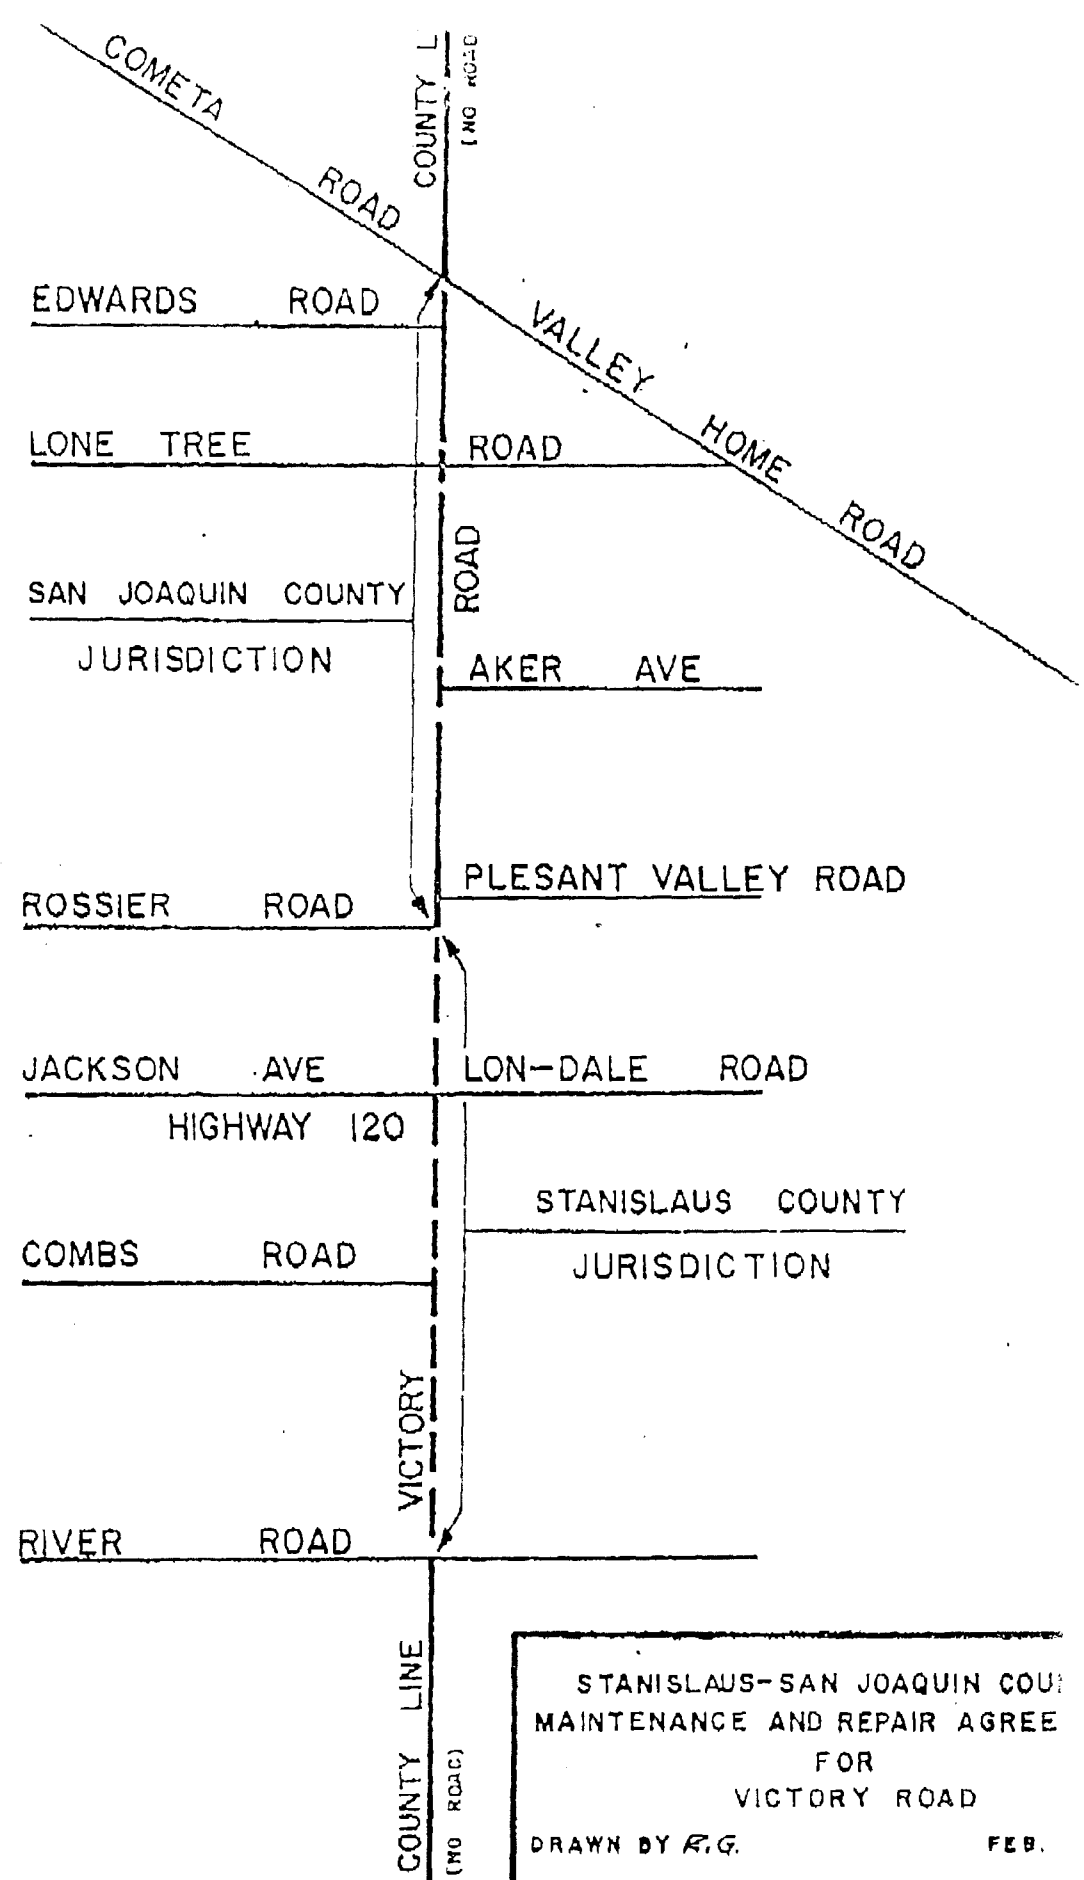 COUNTY L
(NO ROAD
COMETA ROAD
EDWARDS ROAD
VALLEY HOME ROAD
LONE TREE ROAD
ROAD
SAN JOAQUIN COUNTY
JURISDICTION
AKER AVE
PLESANT VALLEY ROAD
ROSSIER ROAD
JACKSON AVE LON-DALE ROAD
HIGHWAY 120
STANISLAUS COUNTY
JURISDICTION
COMBS ROAD
VICTORY
RIVER ROAD
COUNTY LINE
(NO ROAD)
STANISLAUS-SAN JOAQUIN COU
MAINTENANCE AND REPAIR AGREE
FOR
VICTORY ROAD
DRAWN BY R.G. FEB.